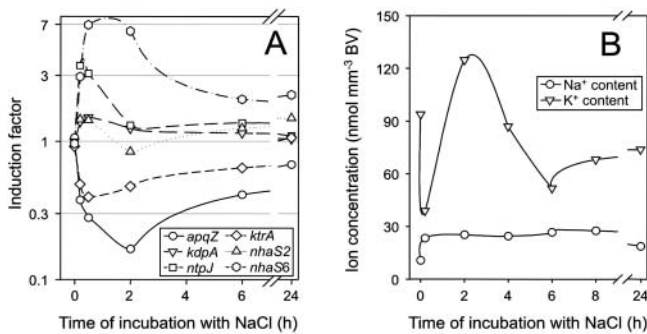 A
Induction factor
7
3
1
0.3
0.1
apqZ
kdpA
ntpJ
ktrA
nhaS2
nhaS6
0
2
4
6
24
Time of incubation with NaCl (h)
B
Ion concentration (nmol mm⁻³ BV)
150
120
90
60
30
0
Na⁺ content
K⁺ content
0
2
4
6
8
24
Time of incubation with NaCl (h)